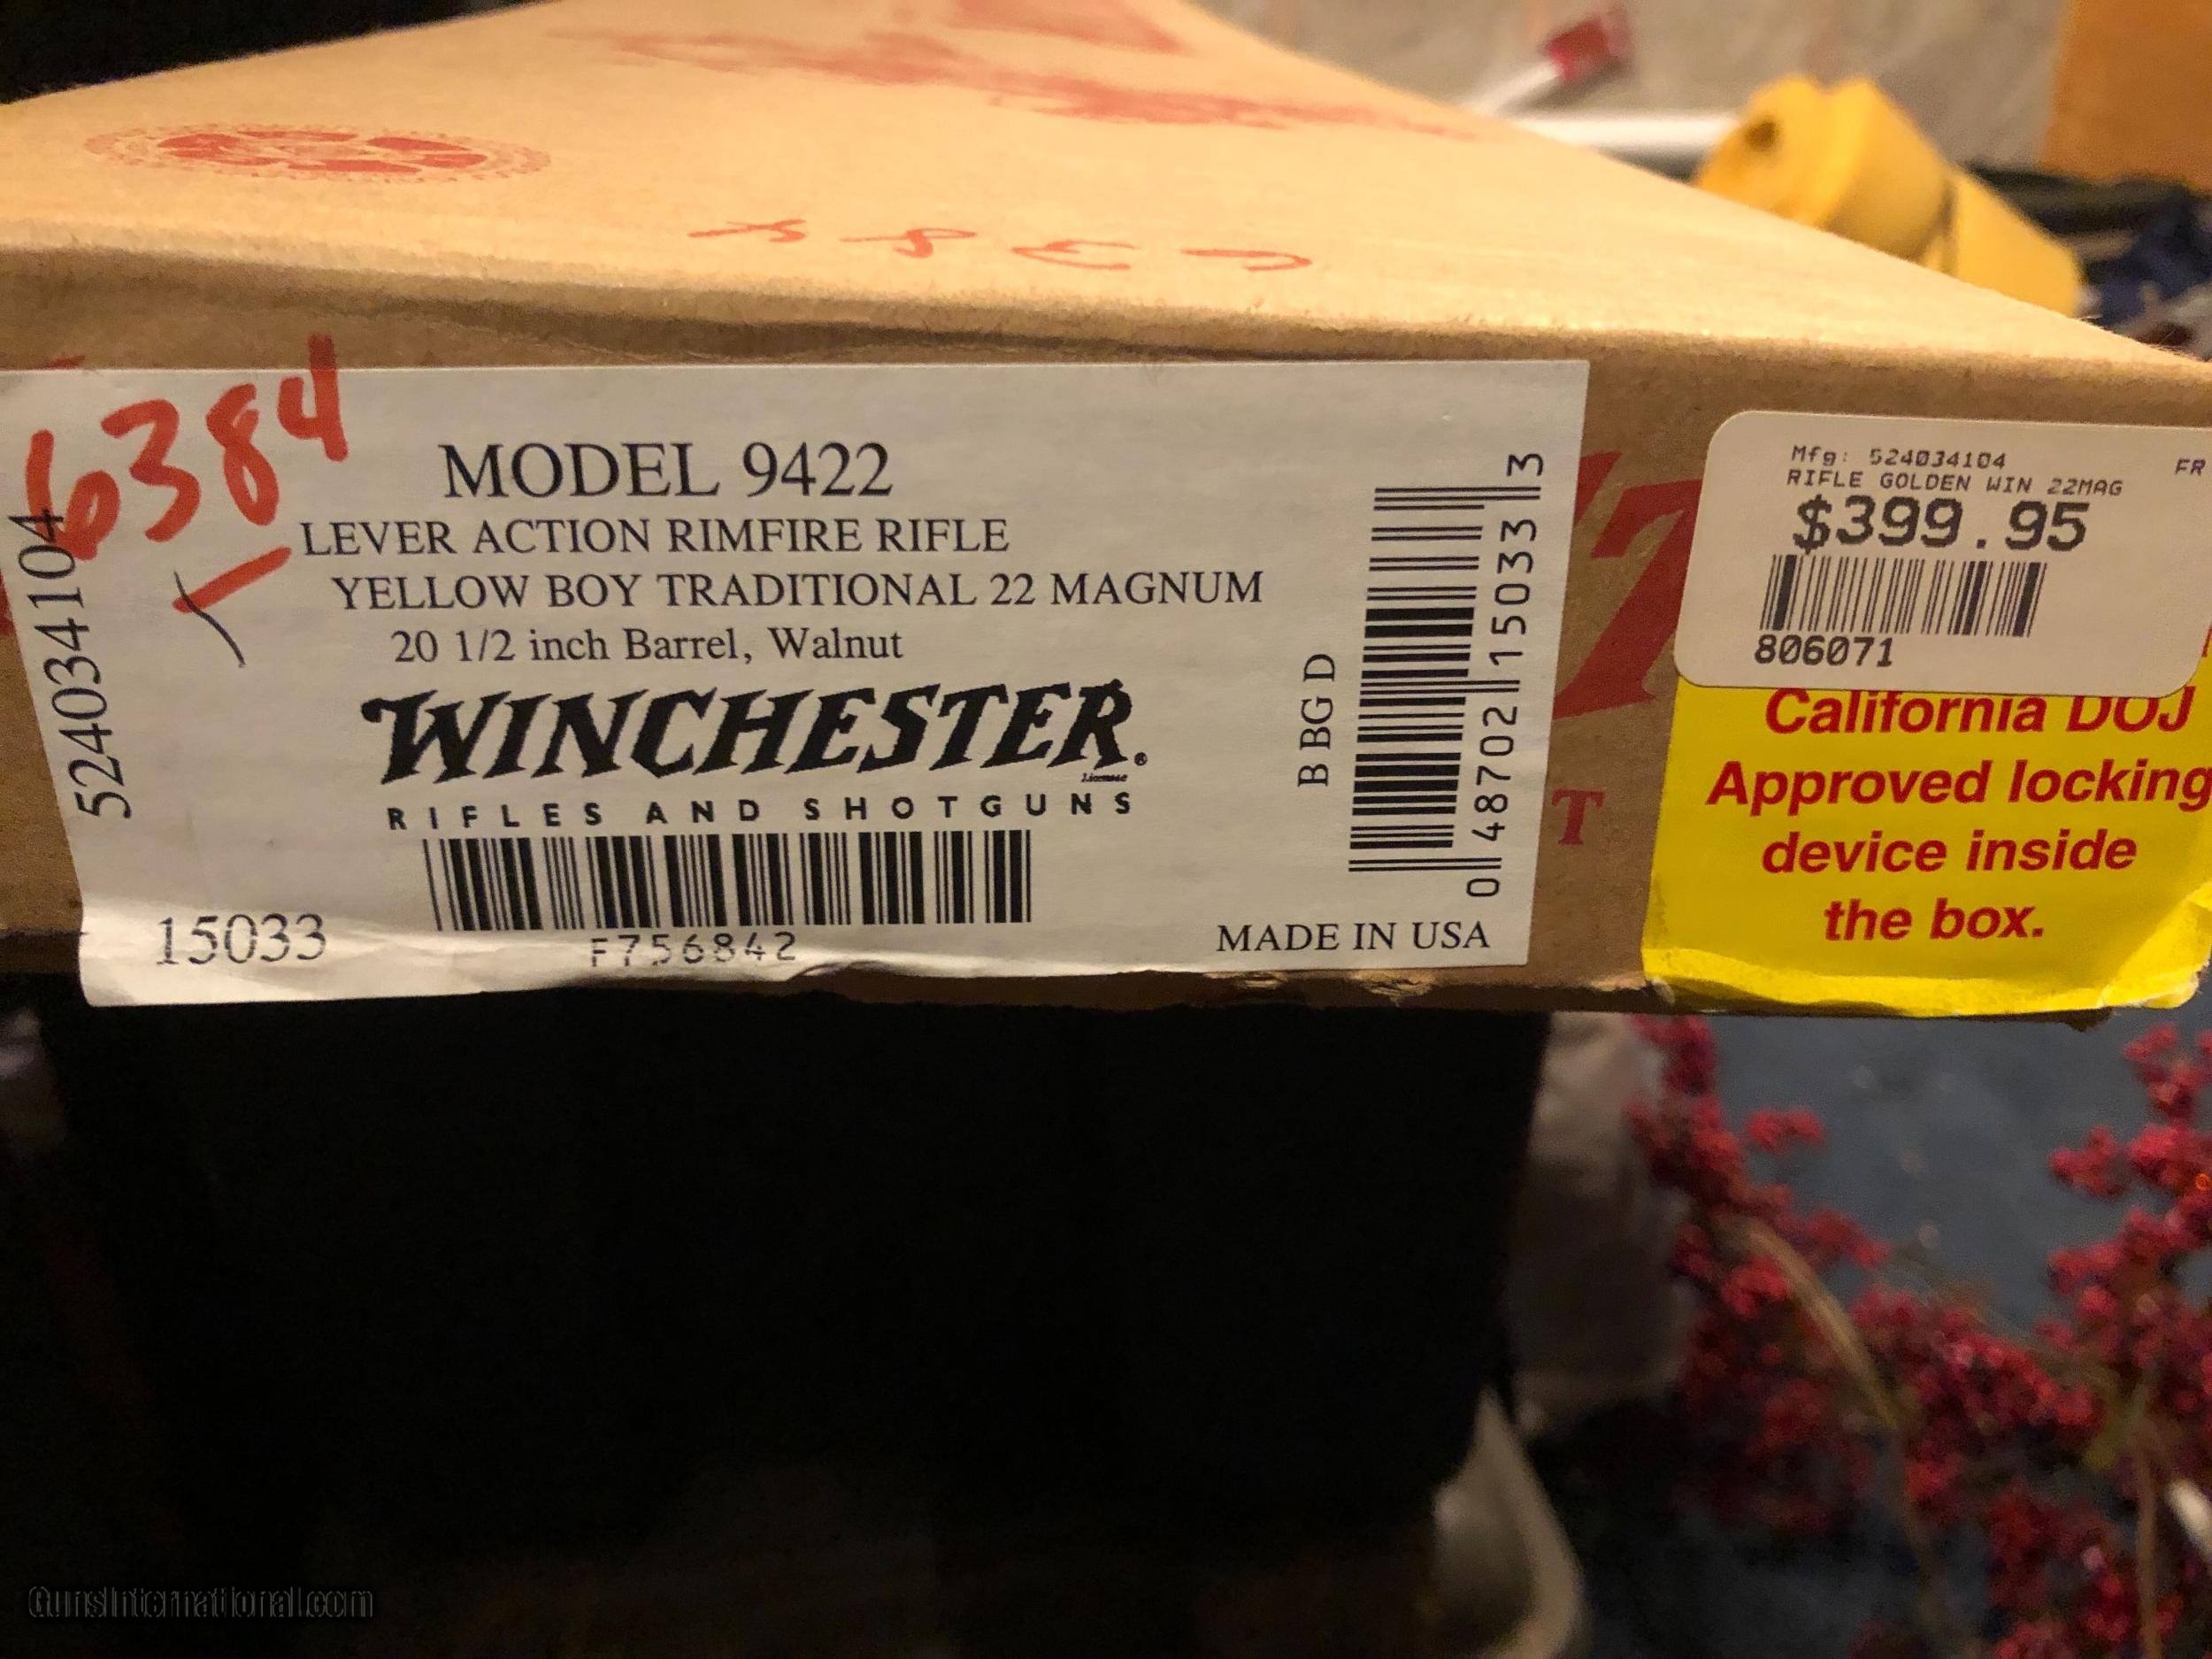 6384
MODEL 9422
LEVER ACTION RIMFIRE RIFLE
YELLOW BOY TRADITIONAL 22 MAGNUM
20 1/2 inch Barrel, Walnut
WINCHESTER®
License
RIFLES AND SHOTGUNS
F756842
15033
524034104
B BG D
0 48702 15033 3
MADE IN USA
T
Mfg: 524034104
FR
RIFLE GOLDEN WIN 22MAG
$399.95
806071
California DOJ
Approved locking
device inside
the box.
GunsInternational.com